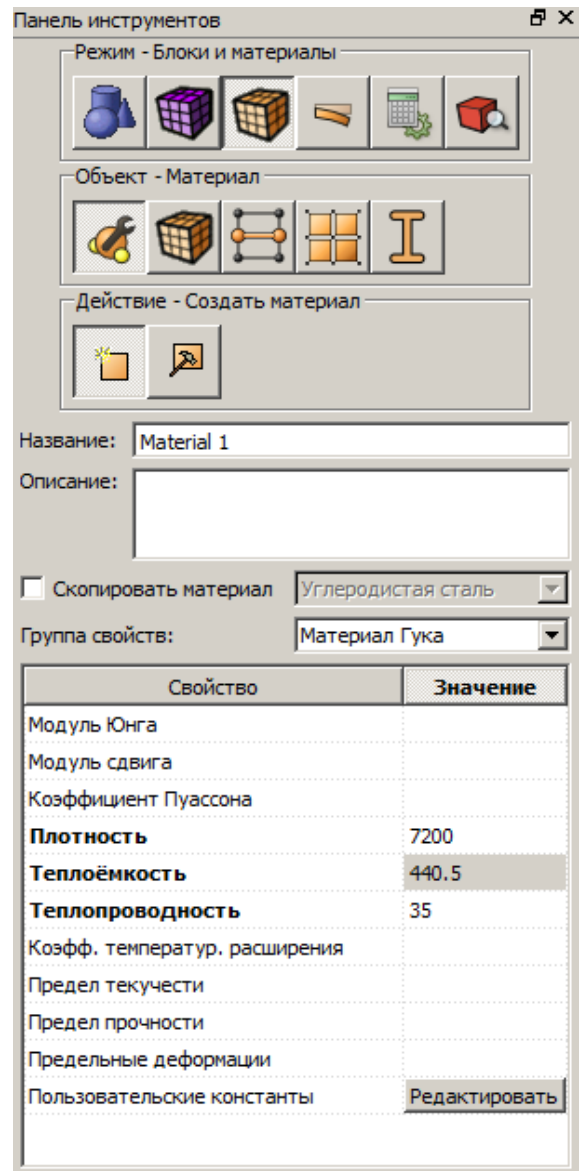 Панель инструментов
Режим - Блоки и материалы
Объект - Материал
Действие - Создать материал
Название: Material 1
Описание:
Скопировать материал Углеродистая сталь
Группа свойств: Материал Гука
Свойство Значение
Модуль Юнга
Модуль сдвига
Коэффициент Пуассона
Плотность 7200
Теплоёмкость 440.5
Теплопроводность 35
Коэфф. температур. расширения
Предел текучести
Предел прочности
Предельные деформации
Пользовательские константы Редактировать